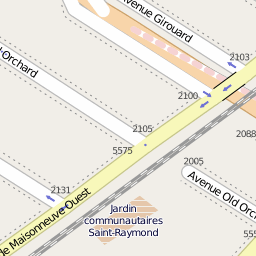 Avenue Girouard
2103
Orchard
2100
2105
5575
2088
2005
Avenue Old Orc
2131
de Maisonneuve Ouest
Jardin
communautaires
Saint-Raymond
555